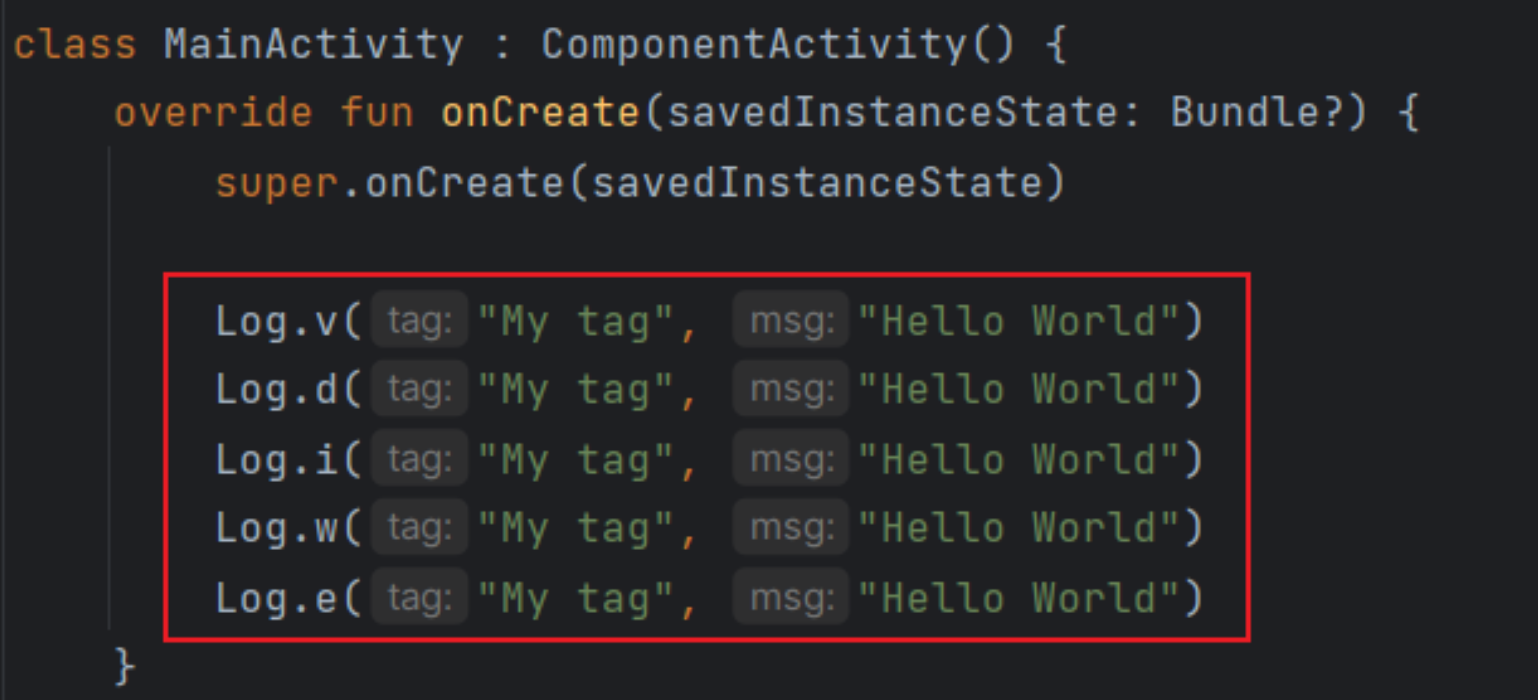 class MainActivity : ComponentActivity() {
override fun onCreate(savedInstanceState: Bundle?) {
super.onCreate(savedInstanceState)
Log.v( tag: "My tag", msg: "Hello World")
Log.d( tag: "My tag", msg: "Hello World")
Log.i( tag: "My tag", msg: "Hello World")
Log.w( tag: "My tag", msg: "Hello World")
Log.e( tag: "My tag", msg: "Hello World")
}